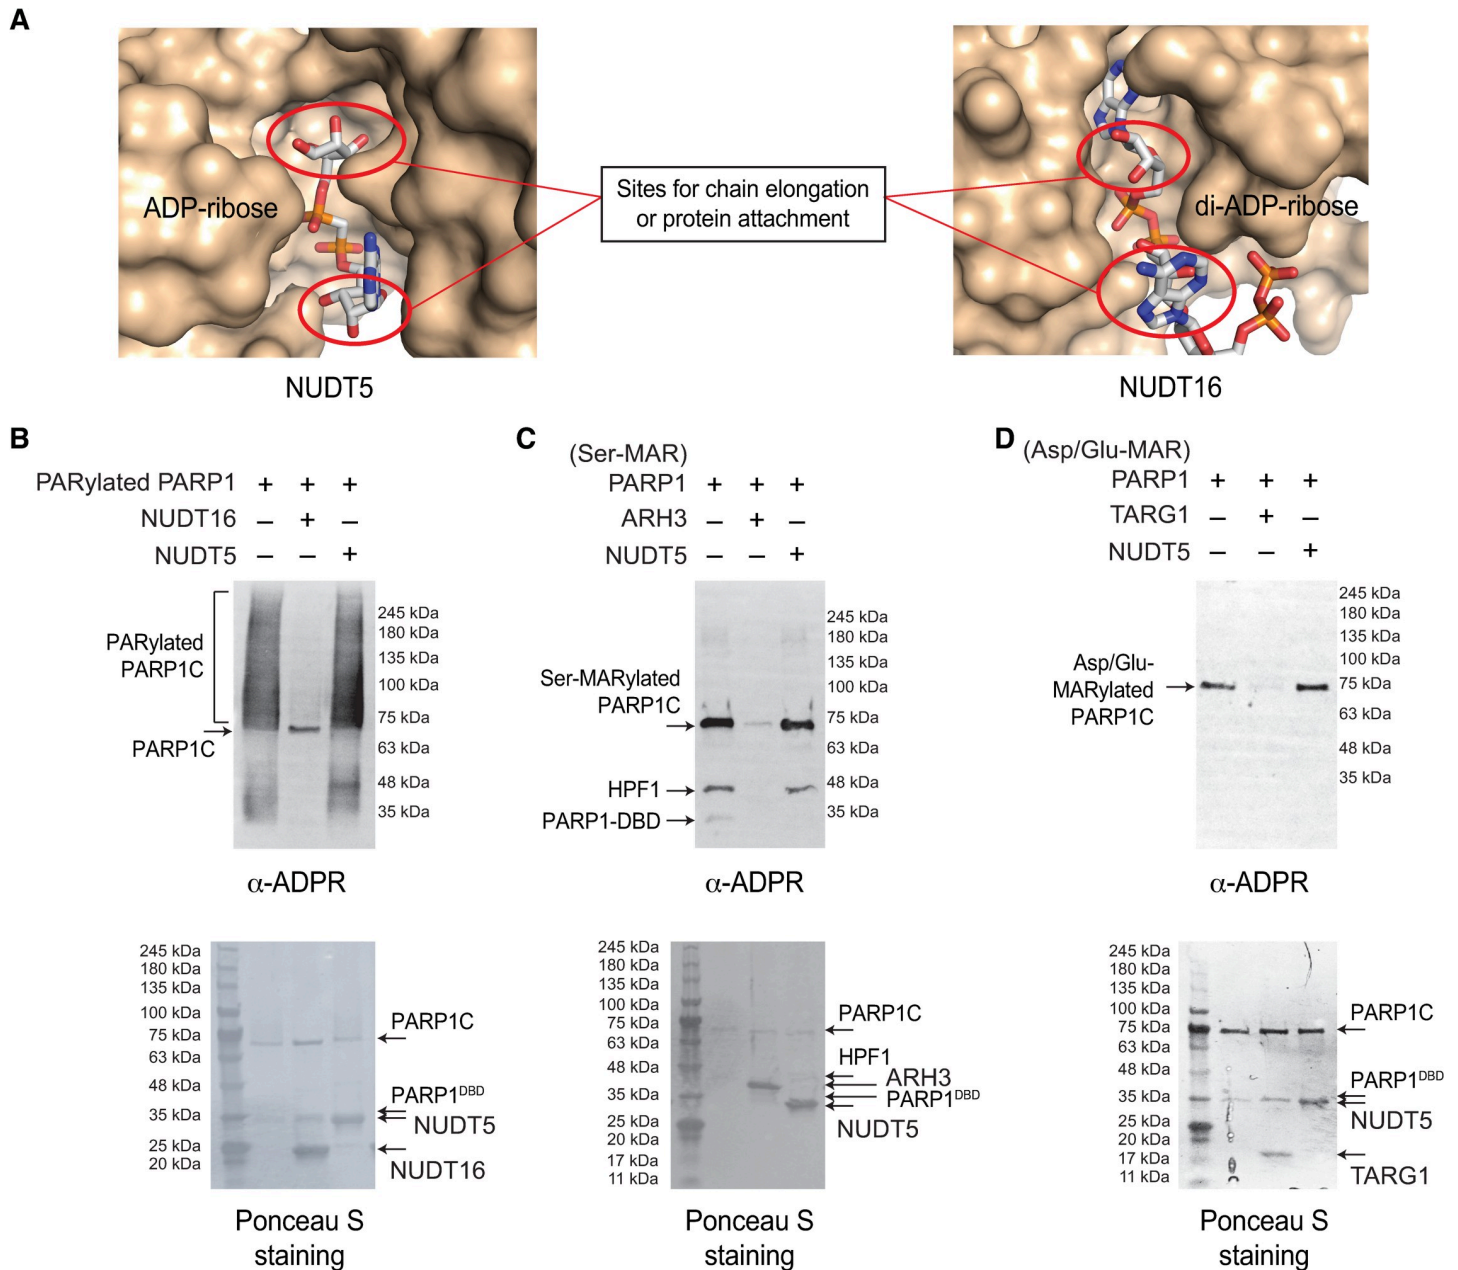 A
ADP-ribose
Sites for chain elongation
or protein attachment
di-ADP-ribose
NUDT5
NUDT16
B
PARylated PARP1 + + +
NUDT16 – + –
NUDT5 – – +
PARylated
PARP1C
PARP1C
245 kDa
180 kDa
135 kDa
100 kDa
75 kDa
63 kDa
48 kDa
35 kDa
α-ADPR
245 kDa
180 kDa
135 kDa
100 kDa
75 kDa
63 kDa
48 kDa
35 kDa
25 kDa
20 kDa
PARP1C
PARP1DBD
NUDT5
NUDT16
Ponceau S
staining
C
(Ser-MAR)
PARP1 + + +
ARH3 – + –
NUDT5 – – +
Ser-MARylated
PARP1C
HPF1
PARP1-DBD
245 kDa
180 kDa
135 kDa
100 kDa
75 kDa
63 kDa
48 kDa
35 kDa
α-ADPR
245 kDa
180 kDa
135 kDa
100 kDa
75 kDa
63 kDa
48 kDa
35 kDa
25 kDa
20 kDa
17 kDa
11 kDa
PARP1C
HPF1
ARH3
PARP1DBD
NUDT5
Ponceau S
staining
D
(Asp/Glu-MAR)
PARP1 + + +
TARG1 – + –
NUDT5 – – +
Asp/Glu-
MARylated
PARP1C
245 kDa
180 kDa
135 kDa
100 kDa
75 kDa
63 kDa
48 kDa
35 kDa
α-ADPR
245 kDa
180 kDa
135 kDa
100 kDa
75 kDa
63 kDa
48 kDa
35 kDa
25 kDa
20 kDa
17 kDa
11 kDa
PARP1C
PARP1DBD
NUDT5
TARG1
Ponceau S
staining